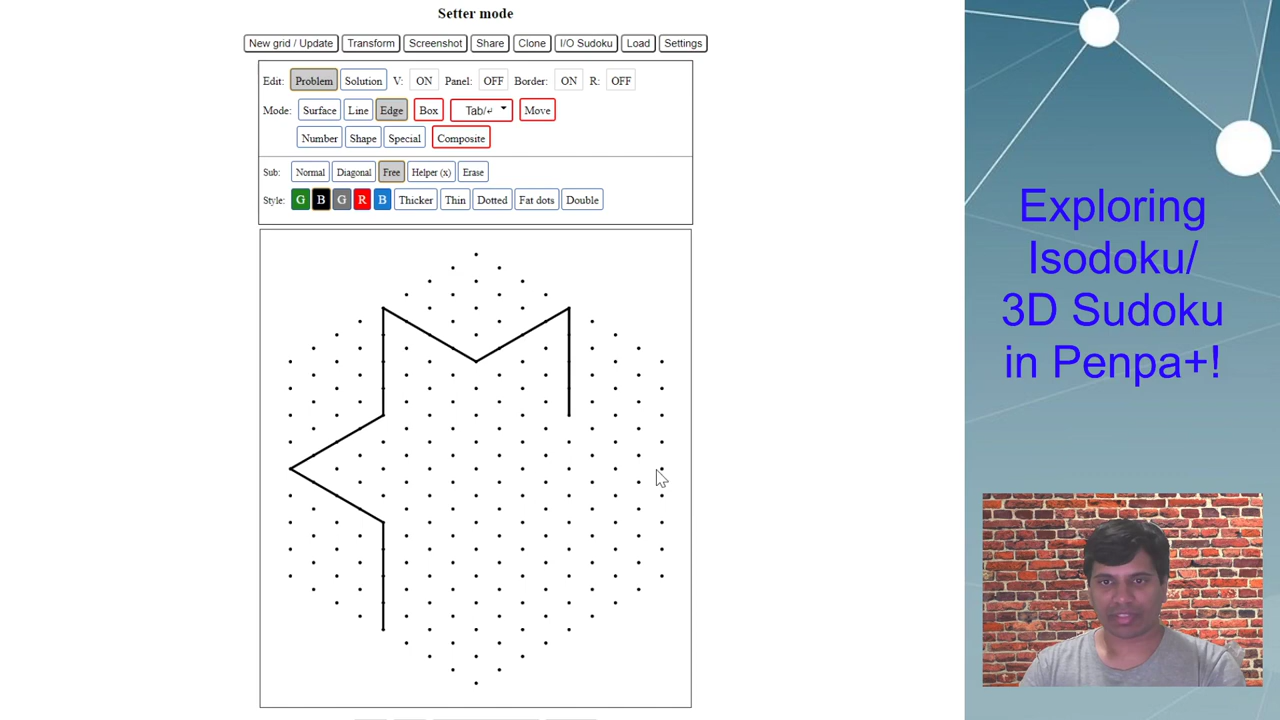 Setter mode
New grid / Update Transform Screenshot Share Clone I/O Sudoku Load Settings
Edit: Problem Solution V: ON Panel: OFF Border: ON R: OFF
Mode: Surface Line Edge Box Tab/↵ Move
Number Shape Special Composite
Sub: Normal Diagonal Free Helper (x) Erase
Style: G B G R B Thicker Thin Dotted Fat dots Double
Exploring
Isodoku/
3D Sudoku
in Penpa+!